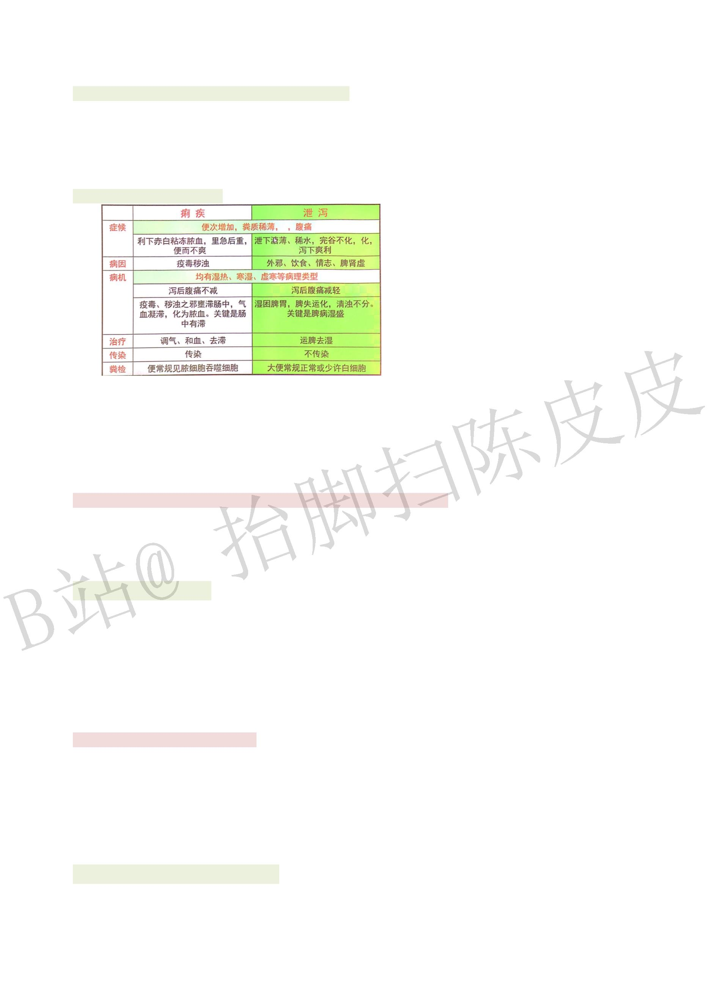 痢 疾 泄 泻
症候 便次增加，粪质稀薄， ，腹痛
利下赤白粘冻脓血，里急后重， 泄下薄、稀水，完谷不化，化，
便而不爽 泻下爽利
病因 疫毒秽浊 外邪、饮食、情志、脾肾虚
病机 均有湿热、寒湿、虚寒等病理类型
泻后腹痛不减 泻后腹痛减轻
疫毒、秽浊之邪壅滞肠中，气 湿困脾胃，脾失运化，清浊不分。
血凝滞，化为脓血。关键是肠 关键是脾病湿盛
中有滞
治疗 调气、和血、去滞 运脾去湿
传染 传染 不传染
粪检 便常规见脓细胞吞噬细胞 大便常规正常或少许白细胞
B站@ 抬脚扫陈皮皮